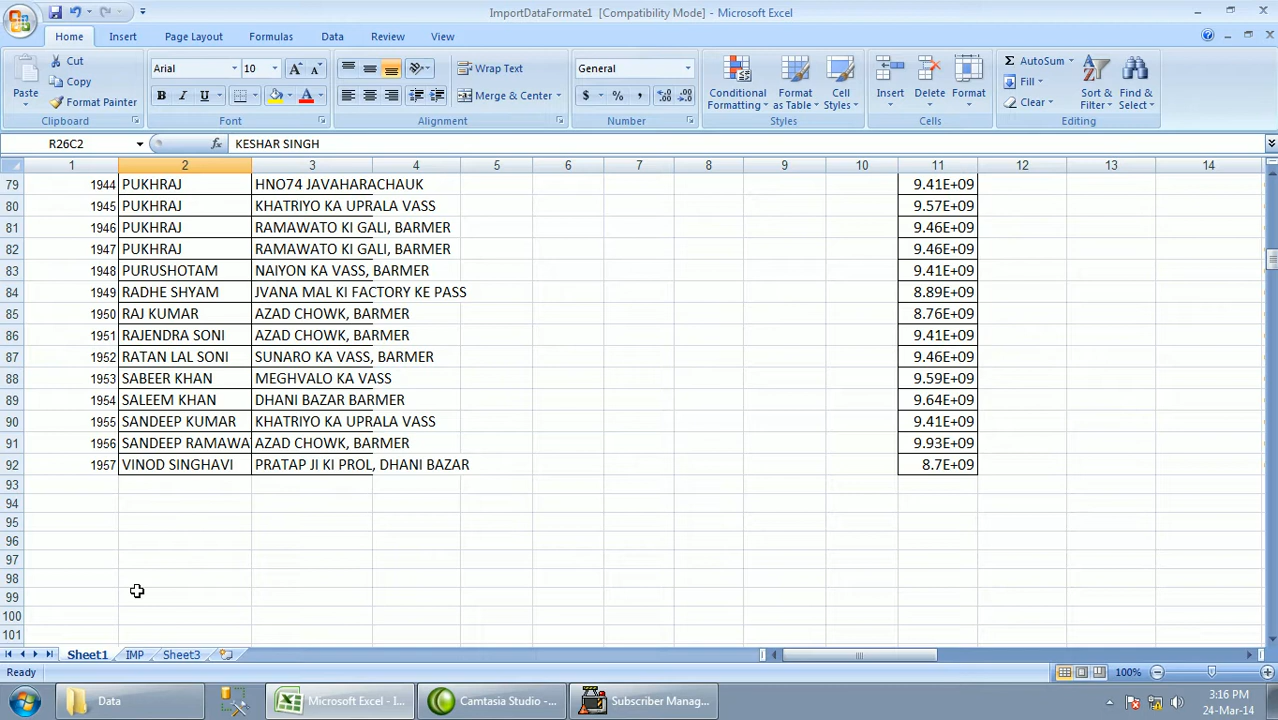 ImportDataFormate1 [Compatibility Mode] - Microsoft Excel
Home Insert Page Layout Formulas Data Review View
Paste
Cut
Copy
Format Painter
Clipboard
Arial 10
B I U A
Font
Wrap Text
Merge & Center
Alignment
General
$ % ,
Number
Conditional Formatting
Format as Table
Cell Styles
Styles
Insert Delete Format
Cells
AutoSum
Fill
Clear
Sort & Filter
Find & Select
Editing
R26C2 fx KESHAR SINGH
1 2 3 4 5 6 7 8 9 10 11 12 13 14
79 1944 PUKHRAJ HNO74 JAVAHARACHAUK 9.41E+09
80 1945 PUKHRAJ KHATRIYO KA UPRALA VASS 9.57E+09
81 1946 PUKHRAJ RAMAWATO KI GALI, BARMER 9.46E+09
82 1947 PUKHRAJ RAMAWATO KI GALI, BARMER 9.46E+09
83 1948 PURUSHOTAM NAIYON KA VASS, BARMER 9.41E+09
84 1949 RADHE SHYAM JVANA MAL KI FACTORY KE PASS 8.89E+09
85 1950 RAJ KUMAR AZAD CHOWK, BARMER 8.76E+09
86 1951 RAJENDRA SONI AZAD CHOWK, BARMER 9.41E+09
87 1952 RATAN LAL SONI SUNARO KA VASS, BARMER 9.46E+09
88 1953 SABEER KHAN MEGHVALO KA VASS 9.59E+09
89 1954 SALEEM KHAN DHANI BAZAR BARMER 9.64E+09
90 1955 SANDEEP KUMAR KHATRIYO KA UPRALA VASS 9.41E+09
91 1956 SANDEEP RAMAWA AZAD CHOWK, BARMER 9.93E+09
92 1957 VINOD SINGHAVI PRATAP JI KI PROL, DHANI BAZAR 8.7E+09
93
94
95
96
97
98
99
100
101
Sheet1 IMP Sheet3
Ready 100%
Data Microsoft Excel - I... Camtasia Studio - ... Subscriber Manag...
3:16 PM
24-Mar-14